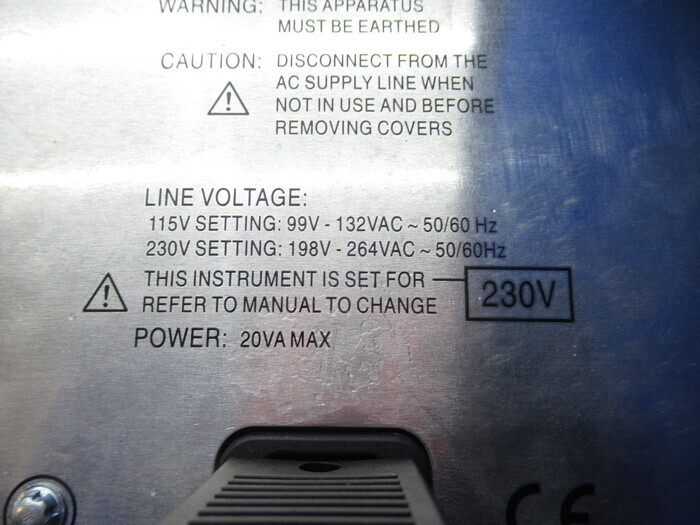 WARNING: THIS APPARATUS
MUST BE EARTHED
CAUTION: DISCONNECT FROM THE
AC SUPPLY LINE WHEN
NOT IN USE AND BEFORE
REMOVING COVERS
LINE VOLTAGE:
115V SETTING: 99V - 132VAC ~ 50/60 Hz
230V SETTING: 198V - 264VAC ~ 50/60Hz
THIS INSTRUMENT IS SET FOR
230V
REFER TO MANUAL TO CHANGE
POWER: 20VA MAX
CE